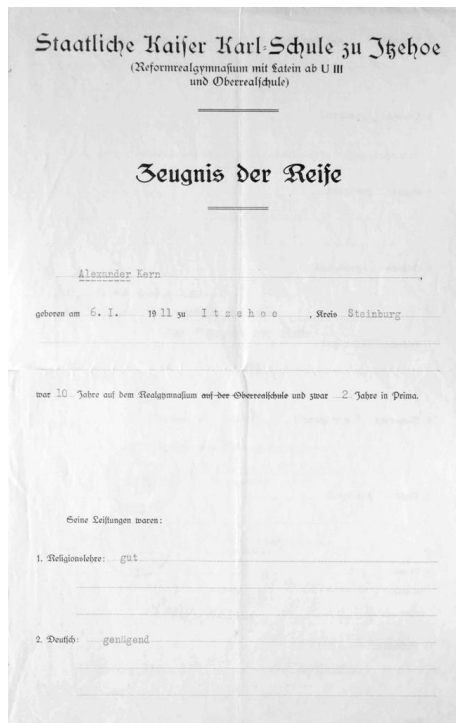 Staatliche Kaiser Karl-Schule zu Itzehoe
(Reformrealgymnasium mit Latein ab U III
und Oberrealschule)
Zeugnis der Reife
Alexander Kern ,
geboren am 6. I. 1911 zu Itzehoe , Kreis Steinburg
war 10 Jahre auf dem Realgymnasium auf der Oberrealschule und zwar 2 Jahre in Prima.
Seine Leistungen waren:
1. Religionslehre: gut
2. Deutsch: genügend